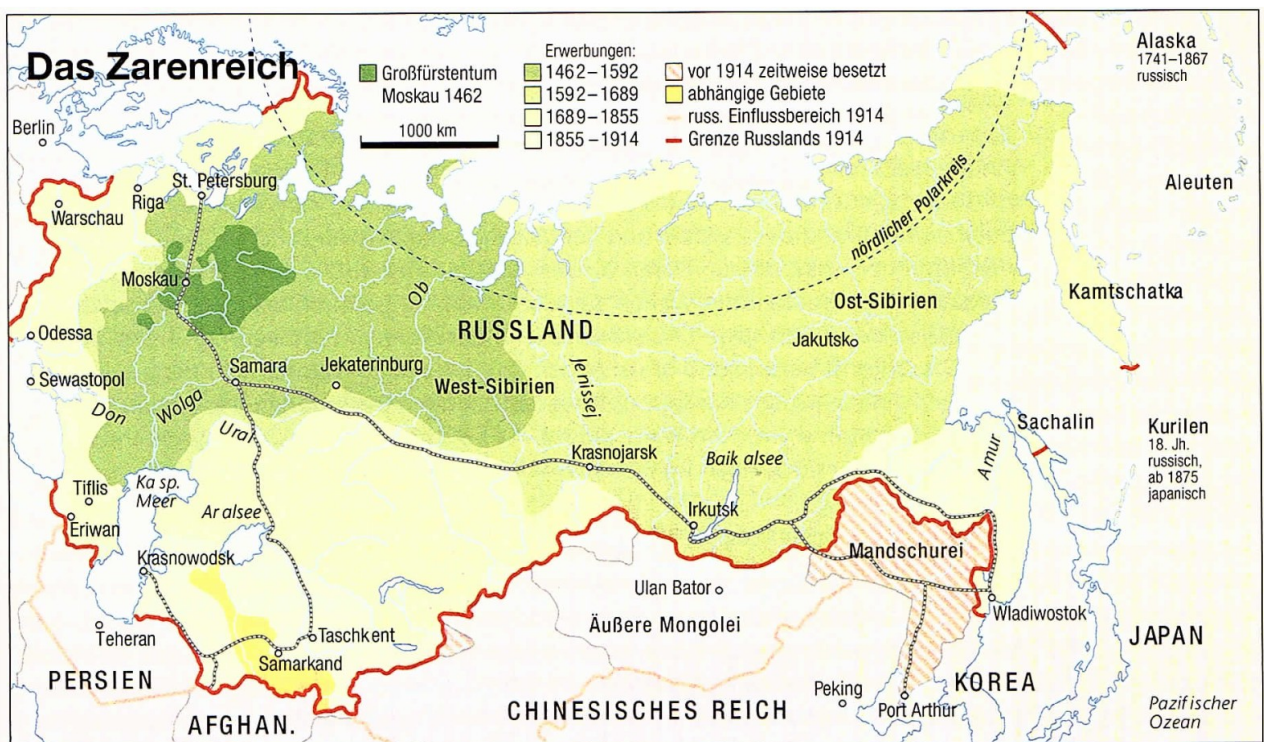 Das Zarenreich
Großfürstentum
Moskau 1462
1000 km
Erwerbungen:
1462–1592
1592–1689
1689–1855
1855–1914
vor 1914 zeitweise besetzt
abhängige Gebiete
russ. Einflussbereich 1914
Grenze Russlands 1914
Alaska
1741–1867
russisch
Berlin
St. Petersburg
Riga
Warschau
nördlicher Polarkreis
Aleuten
Moskau
Ob
Ost-Sibirien
Kamtschatka
RUSSLAND
Odessa
Jakutsk
Samara
Jekaterinburg
West-Sibirien
Jenissej
Sewastopol
Don
Wolga
Ural
Sachalin
Kurilen
18. Jh.
russisch,
ab 1875
japanisch
Amur
Krasnojarsk
Baikalsee
Tiflis
Kasp.
Meer
Aralsee
Irkutsk
Eriwan
Mandschurei
Krasnowodsk
Ulan Bator
Wladiwostok
Äußere Mongolei
Teheran
Taschkent
JAPAN
Samarkand
PERSIEN
KOREA
Peking
Port Arthur
CHINESISCHES REICH
AFGHAN.
Pazifischer
Ozean